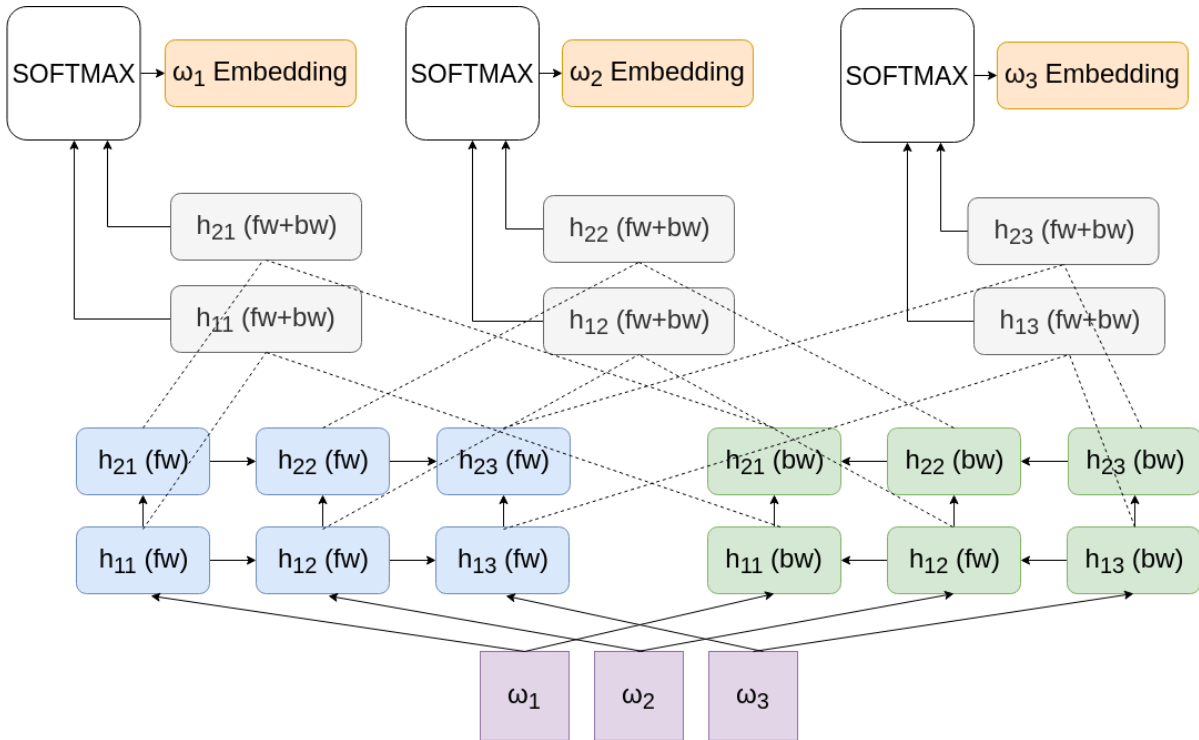 SOFTMAX
ω1 Embedding
SOFTMAX
ω2 Embedding
SOFTMAX
ω3 Embedding
h21 (fw+bw)
h22 (fw+bw)
h23 (fw+bw)
h11 (fw+bw)
h12 (fw+bw)
h13 (fw+bw)
h21 (fw)
h22 (fw)
h23 (fw)
h21 (bw)
h22 (bw)
h23 (bw)
h11 (fw)
h12 (fw)
h13 (fw)
h11 (bw)
h12 (fw)
h13 (bw)
ω1
ω2
ω3